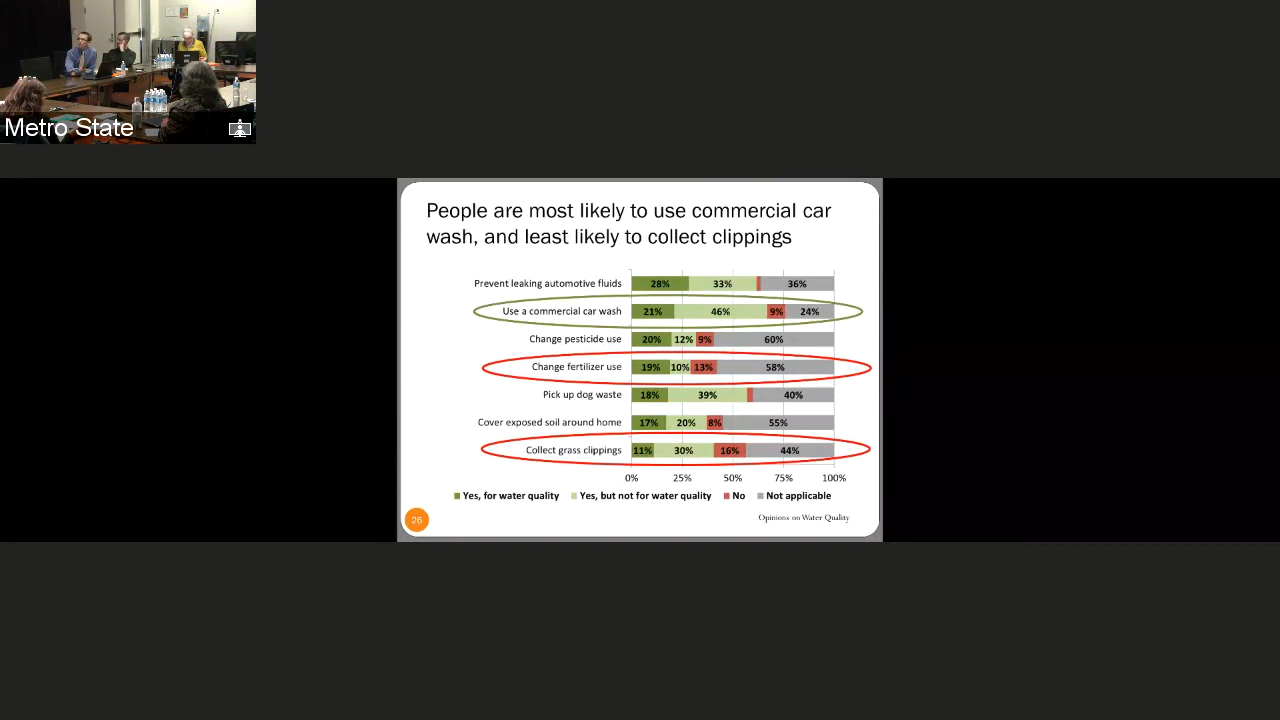 Metro State
People are most likely to use commercial car
wash, and least likely to collect clippings
Prevent leaking automotive fluids 28% 33% 36%
Use a commercial car wash 21% 46% 9% 24%
Change pesticide use 20% 12% 9% 60%
Change fertilizer use 19% 10% 13% 58%
Pick up dog waste 18% 39% 40%
Cover exposed soil around home 17% 20% 8% 55%
Collect grass clippings 11% 30% 16% 44%
0% 25% 50% 75% 100%
Yes, for water quality Yes, but not for water quality No Not applicable
26 Opinions on Water Quality